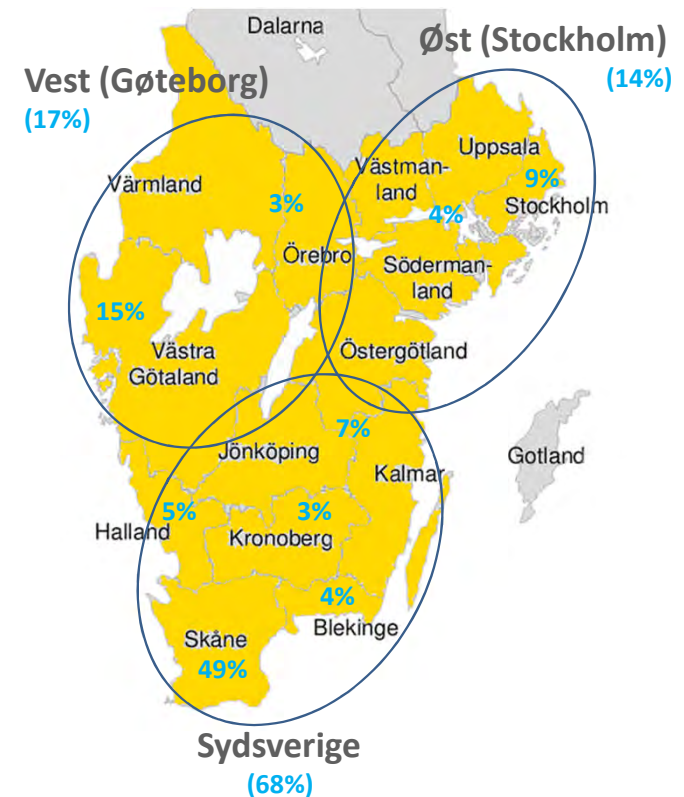 Dalarna
Øst (Stockholm)
(14%)
Vest (Gøteborg)
(17%)
Uppsala
Västman-
land
9%
Värmland
3%
4%
Stockholm
Örebro
Söderman-
land
15%
Västra
Götaland
Östergötland
7%
Jönköping
Kalmar
Gotland
5%
3%
Halland
Kronoberg
4%
Blekinge
Skåne
49%
Sydsverige
(68%)